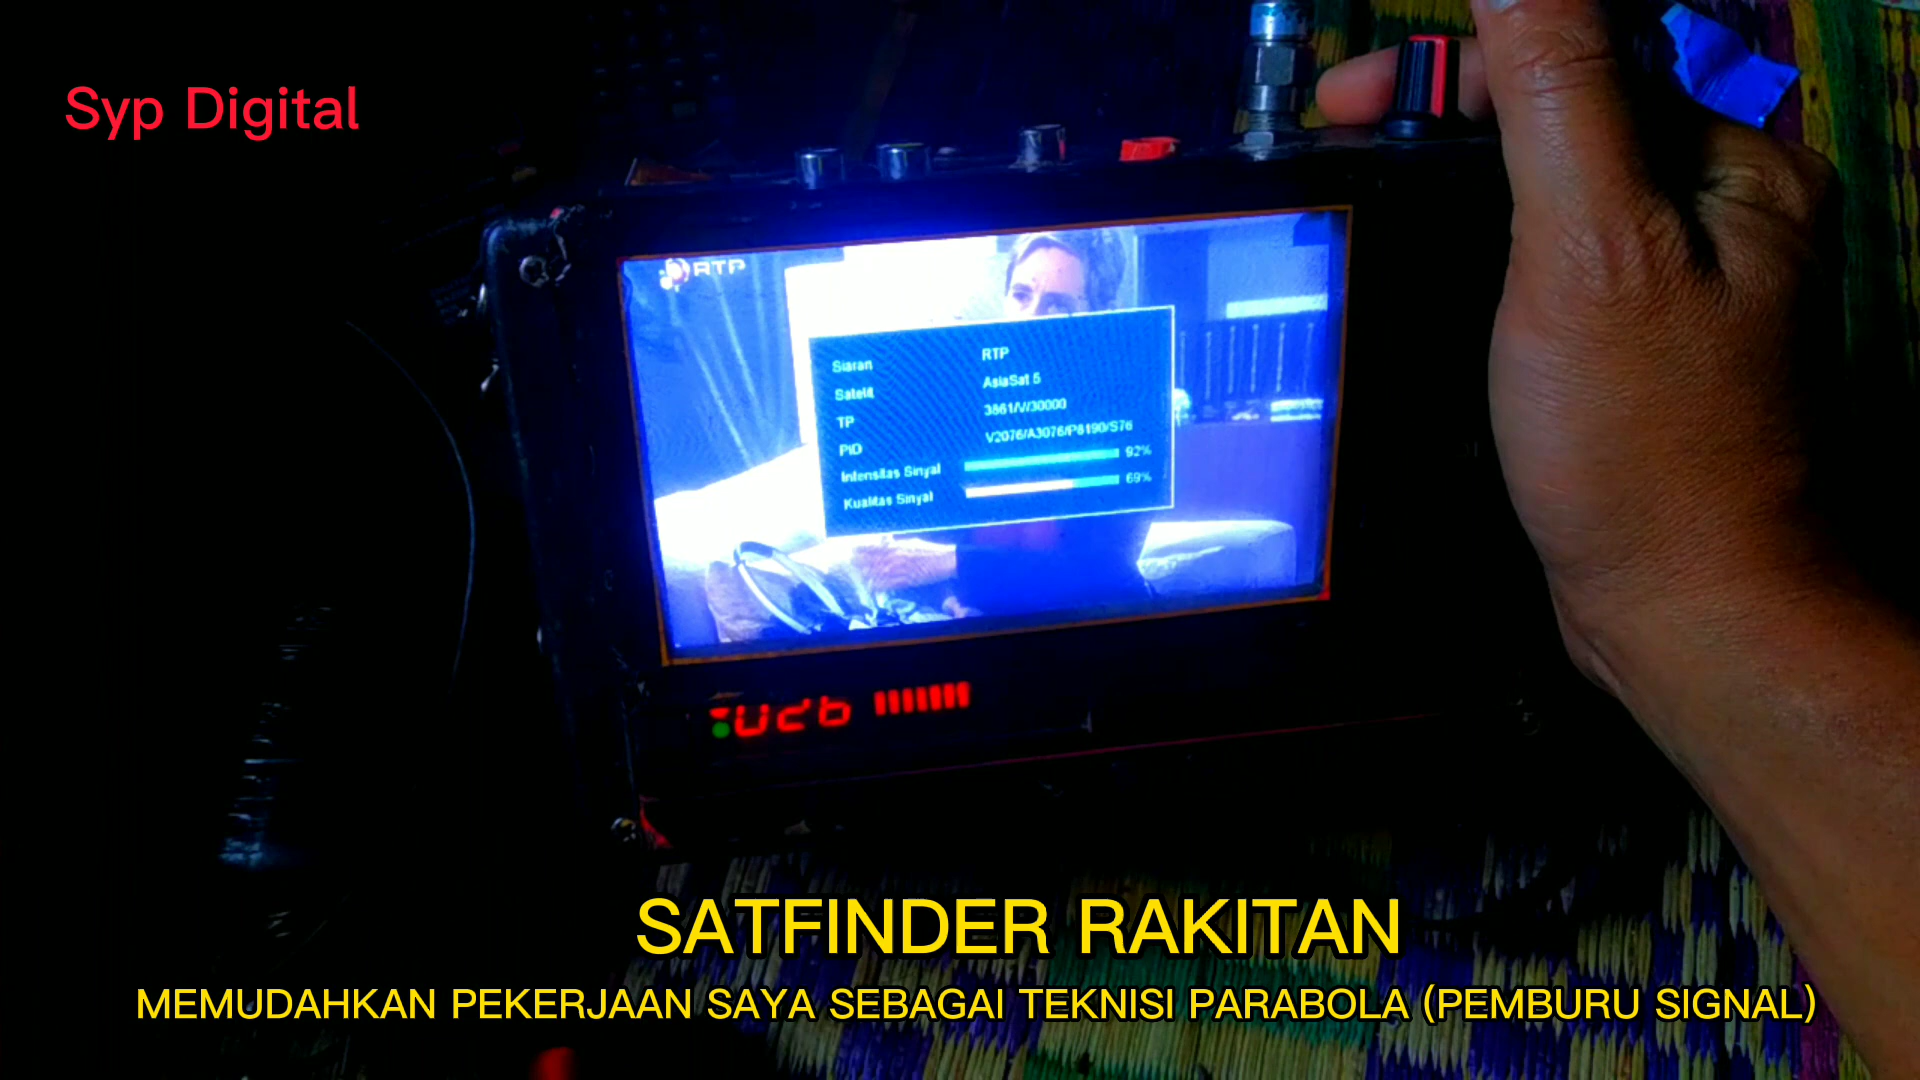 Syp Digital
RTP
Siaran RTP
Satelit AsiaSat 5
TP 3861/V/30000
PID V2076/A3076/P8190/S76
Intensitas Sinyal 92%
Kualitas Sinyal 69%
SATFINDER RAKITAN
MEMUDAHKAN PEKERJAAN SAYA SEBAGAI TEKNISI PARABOLA (PEMBURU SIGNAL)